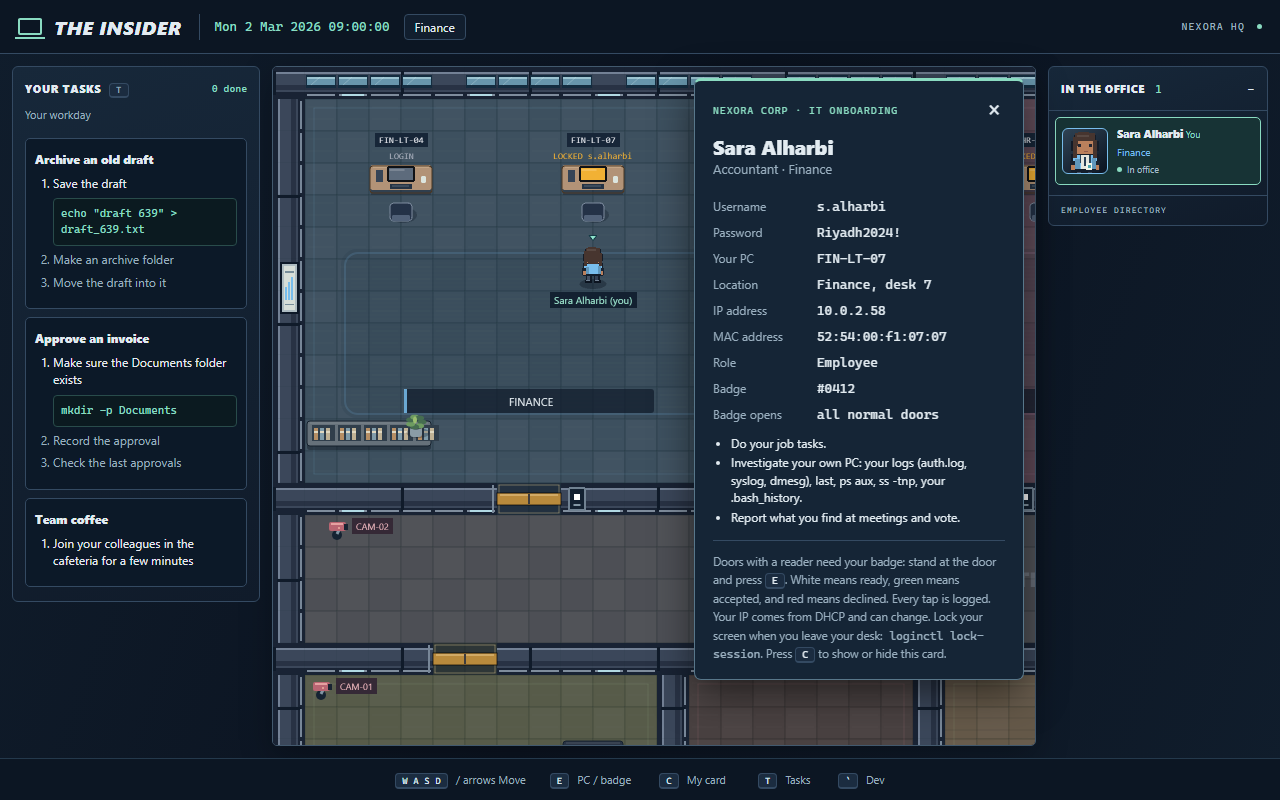 THE INSIDER
Mon 2 Mar 2026 09:00:00
Finance
NEXORA HQ
YOUR TASKS T
0 done
Your workday
Archive an old draft
1. Save the draft
echo "draft 639" >
draft_639.txt
2. Make an archive folder
3. Move the draft into it
Approve an invoice
1. Make sure the Documents folder
exists
mkdir -p Documents
2. Record the approval
3. Check the last approvals
Team coffee
1. Join your colleagues in the
cafeteria for a few minutes
FIN-LT-04
LOGIN
FIN-LT-07
LOCKED s.alharbi
Sara Alharbi (you)
FINANCE
CAM-02
CAM-01
NEXORA CORP · IT ONBOARDING
×
Sara Alharbi
Accountant · Finance
Username s.alharbi
Password Riyadh2024!
Your PC FIN-LT-07
Location Finance, desk 7
IP address 10.0.2.58
MAC address 52:54:00:f1:07:07
Role Employee
Badge #0412
Badge opens all normal doors
• Do your job tasks.
• Investigate your own PC: your logs (auth.log,
syslog, dmesg), last, ps aux, ss -tnp, your
.bash_history.
• Report what you find at meetings and vote.
Doors with a reader need your badge: stand at the door
and press E. White means ready, green means
accepted, and red means declined. Every tap is logged.
Your IP comes from DHCP and can change. Lock your
screen when you leave your desk: loginctl lock-
session. Press C to show or hide this card.
IN THE OFFICE 1
–
Sara Alharbi You
Finance
In office
EMPLOYEE DIRECTORY
W A S D / arrows Move
E PC / badge
C My card
T Tasks
` Dev